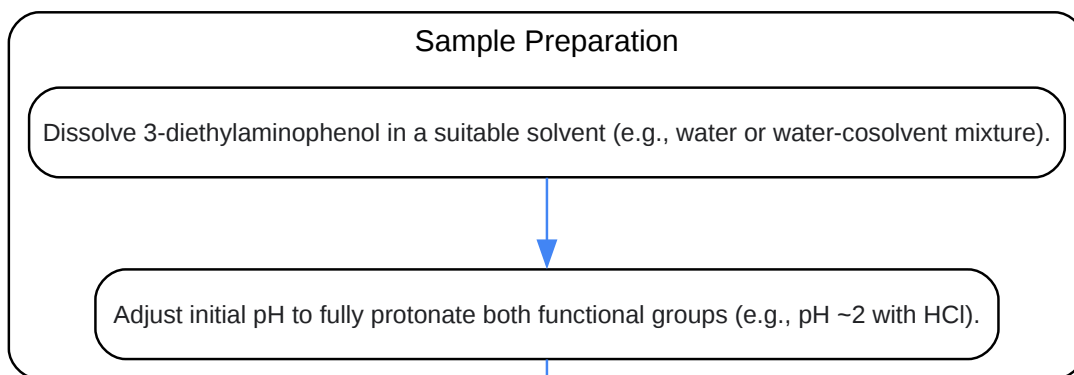 Sample Preparation
Dissolve 3-diethylaminophenol in a suitable solvent (e.g., water or water-cosolvent mixture).
Adjust initial pH to fully protonate both functional groups (e.g., pH ~2 with HCl).